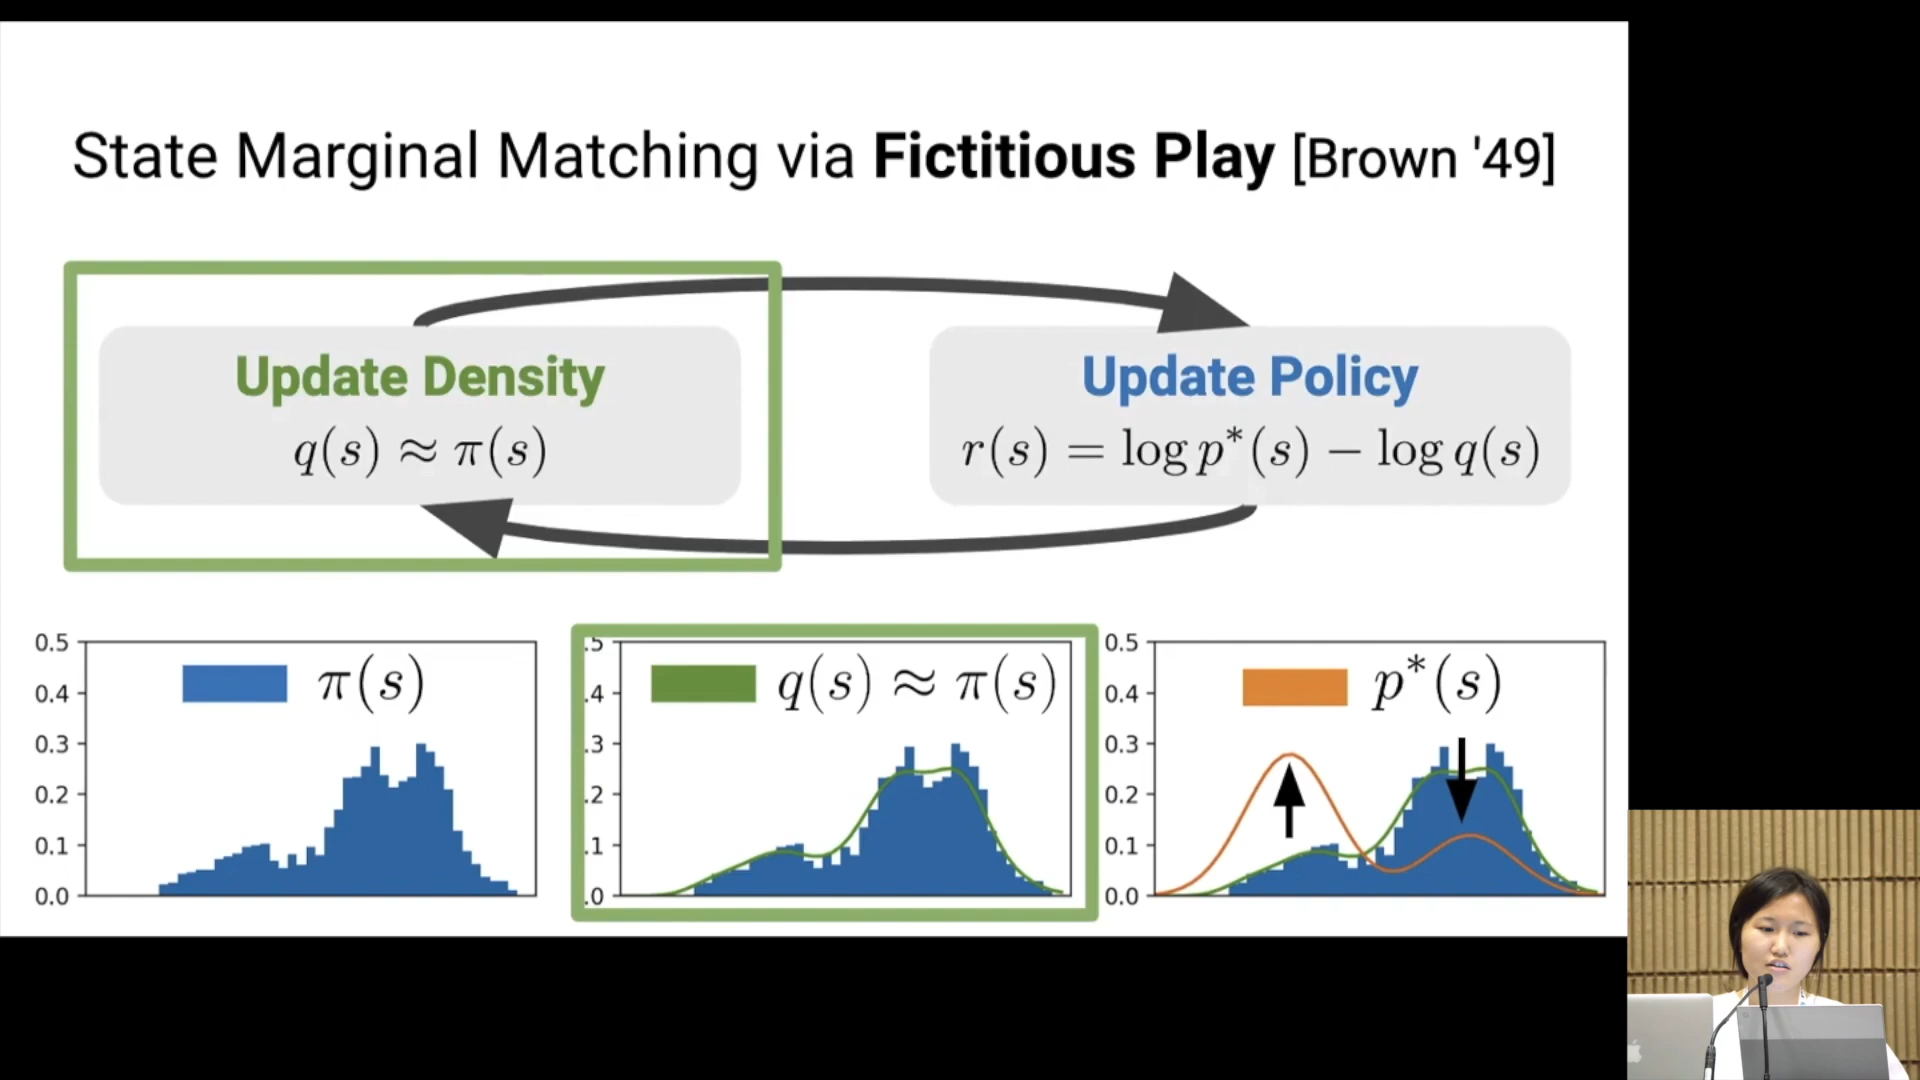 State Marginal Matching via Fictitious Play [Brown '49]
Update Density
q(s) ≈ π(s)
Update Policy
r(s) = log p*(s) − log q(s)
0.5
0.4
0.3
0.2
0.1
0.0
π(s)
.5
.4
.3
.2
.1
.0
q(s) ≈ π(s)
0.5
0.4
0.3
0.2
0.1
0.0
p*(s)